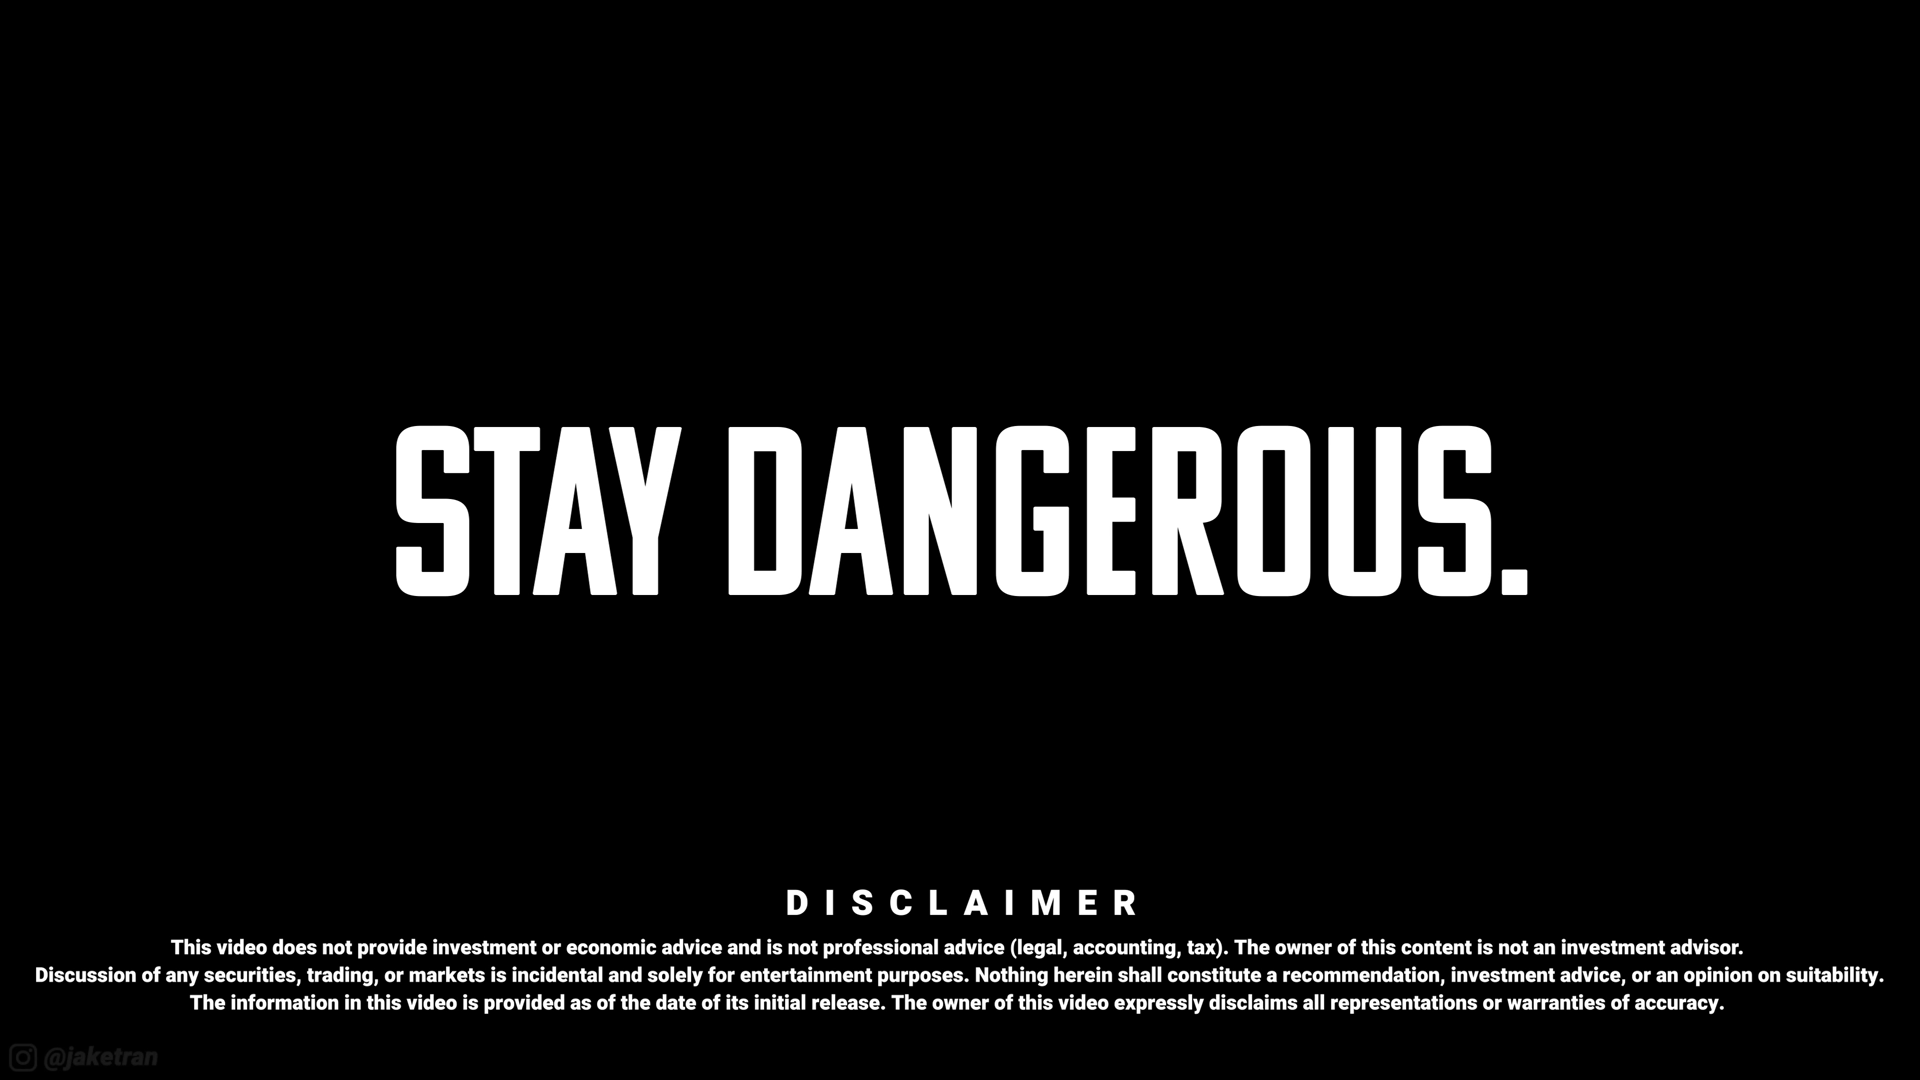 STAY DANGEROUS.
DISCLAIMER
This video does not provide investment or economic advice and is not professional advice (legal, accounting, tax). The owner of this content is not an investment advisor.
Discussion of any securities, trading, or markets is incidental and solely for entertainment purposes. Nothing herein shall constitute a recommendation, investment advice, or an opinion on suitability.
The information in this video is provided as of the date of its initial release. The owner of this video expressly disclaims all representations or warranties of accuracy.
@jaketran